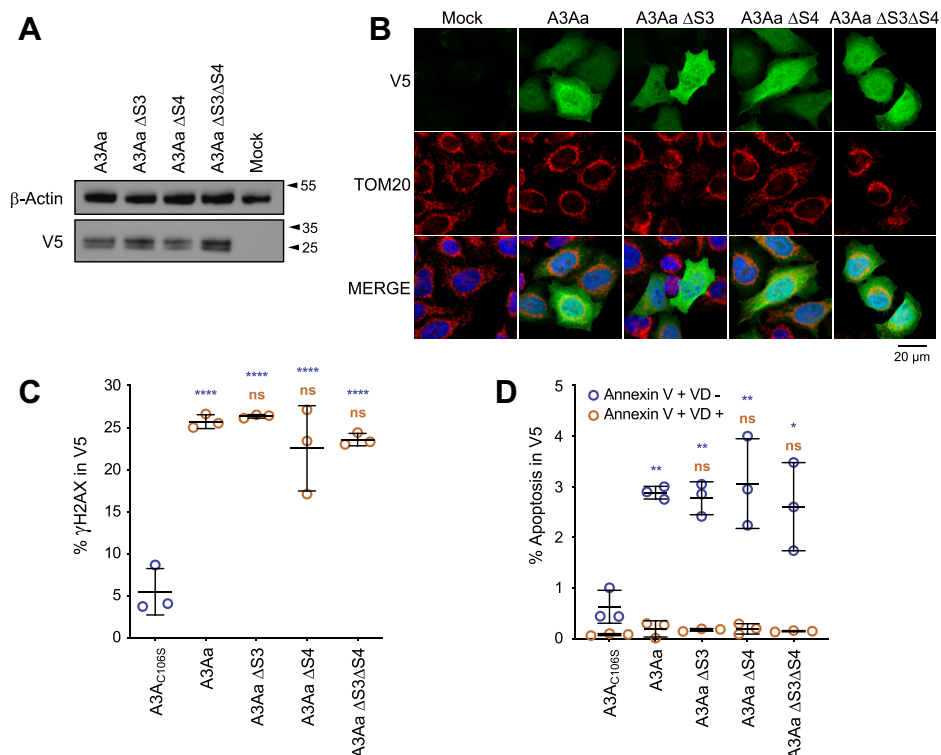 A
A3Aa
A3Aa ΔS3
A3Aa ΔS4
A3Aa ΔS3ΔS4
Mock
β-Actin
55
V5
35
25
B
Mock
A3Aa
A3Aa ΔS3
A3Aa ΔS4
A3Aa ΔS3ΔS4
V5
TOM20
MERGE
20 µm
C
% γH2AX in V5
30
25
20
15
10
5
0
****
****
ns
****
ns
****
ns
A3AC106S
A3Aa
A3Aa ΔS3
A3Aa ΔS4
A3Aa ΔS3ΔS4
D
% Apoptosis in V5
5
4
3
2
1
0
Annexin V + VD -
Annexin V + VD +
**
**
ns
**
ns
*
ns
A3AC106S
A3Aa
A3Aa ΔS3
A3Aa ΔS4
A3Aa ΔS3ΔS4